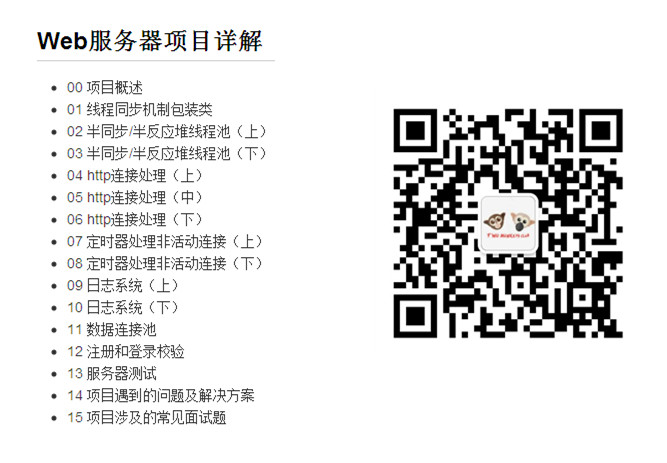 Web服务器项目详解
00 项目概述
01 线程同步机制包装类
02 半同步/半反应堆线程池（上）
03 半同步/半反应堆线程池（下）
04 http连接处理（上）
05 http连接处理（中）
06 http连接处理（下）
07 定时器处理非活动连接（上）
08 定时器处理非活动连接（下）
09 日志系统（上）
10 日志系统（下）
11 数据连接池
12 注册和登录校验
13 服务器测试
14 项目遇到的问题及解决方案
15 项目涉及的常见面试题